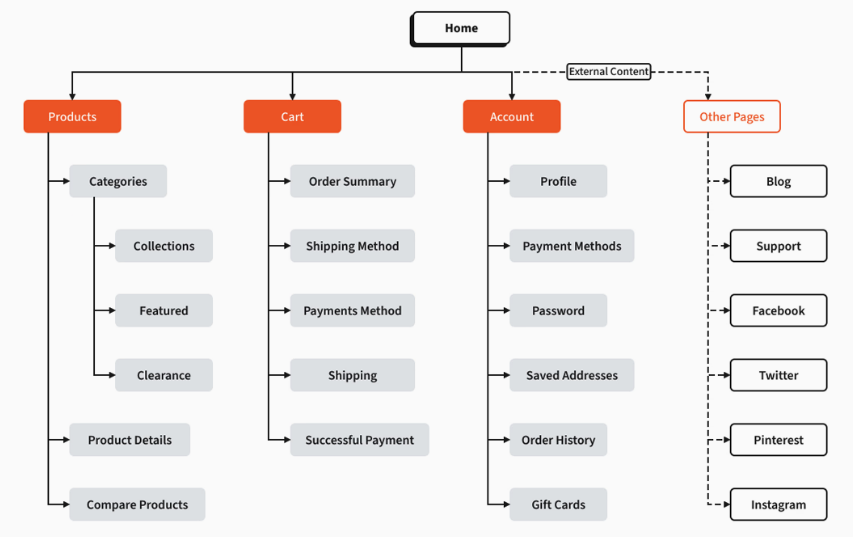 Home
External Content
Products
Cart
Account
Other Pages
Categories
Order Summary
Profile
Blog
Collections
Shipping Method
Payment Methods
Support
Featured
Payments Method
Password
Facebook
Clearance
Shipping
Saved Addresses
Twitter
Product Details
Successful Payment
Order History
Pinterest
Compare Products
Gift Cards
Instagram